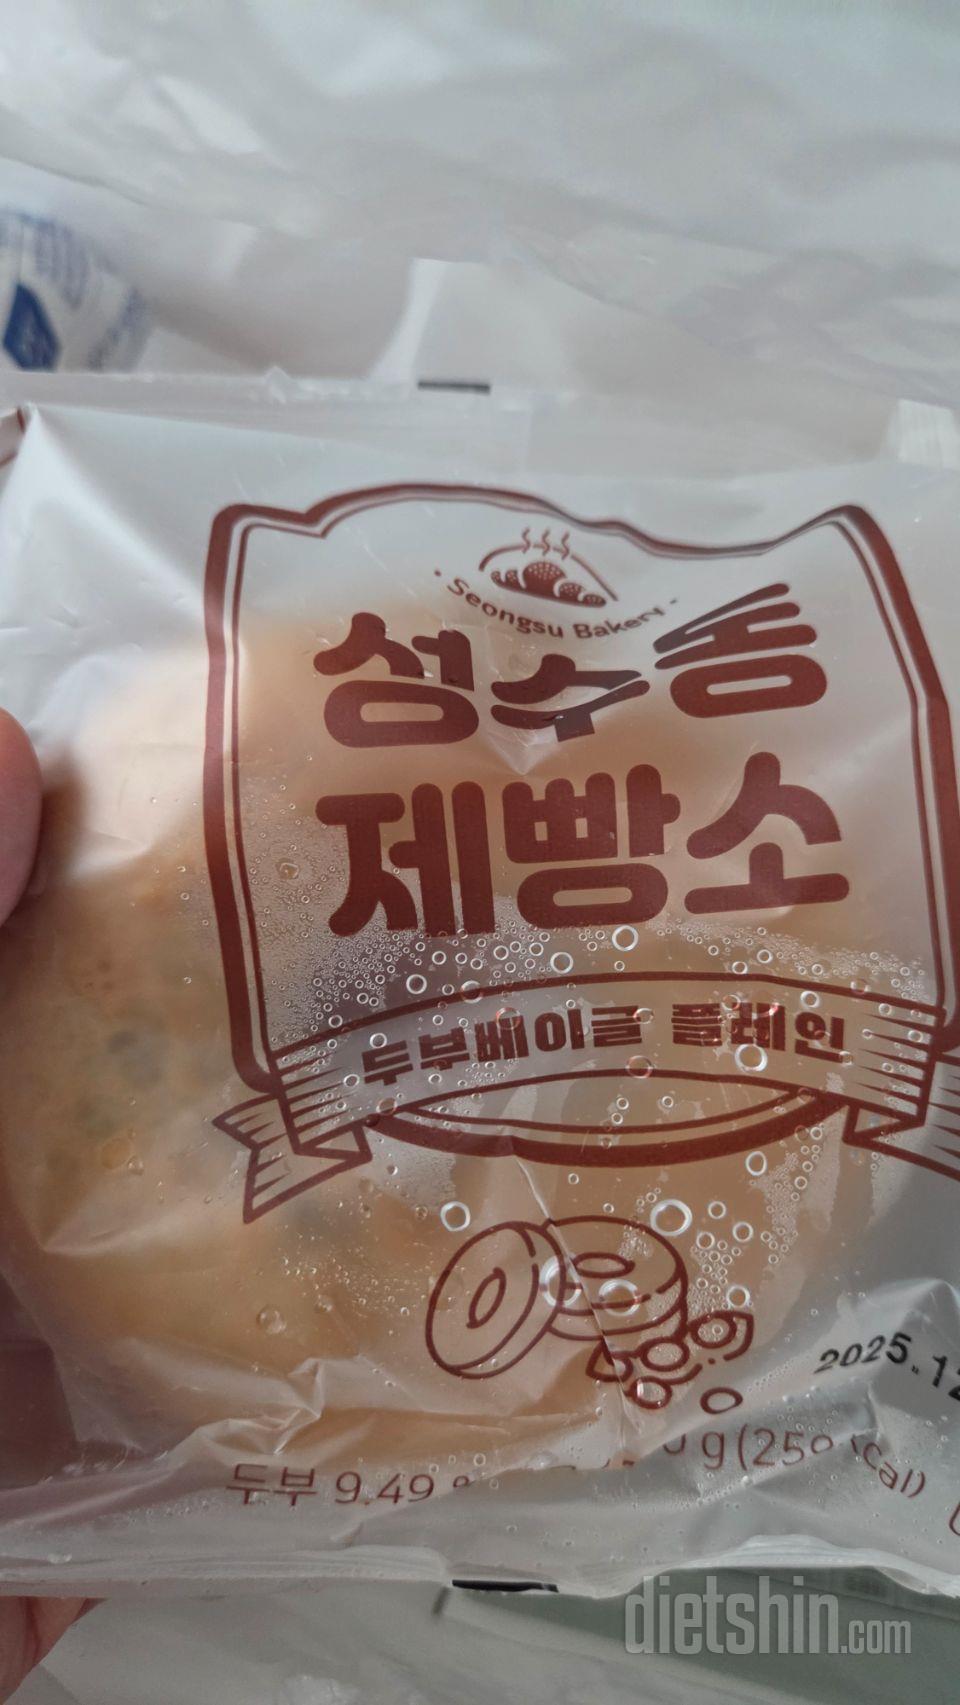 · Seongsu Bakery ·
성수동
제빵소
두부베이글 플레인
2025.12
두부 9.49
g
dietshin.com